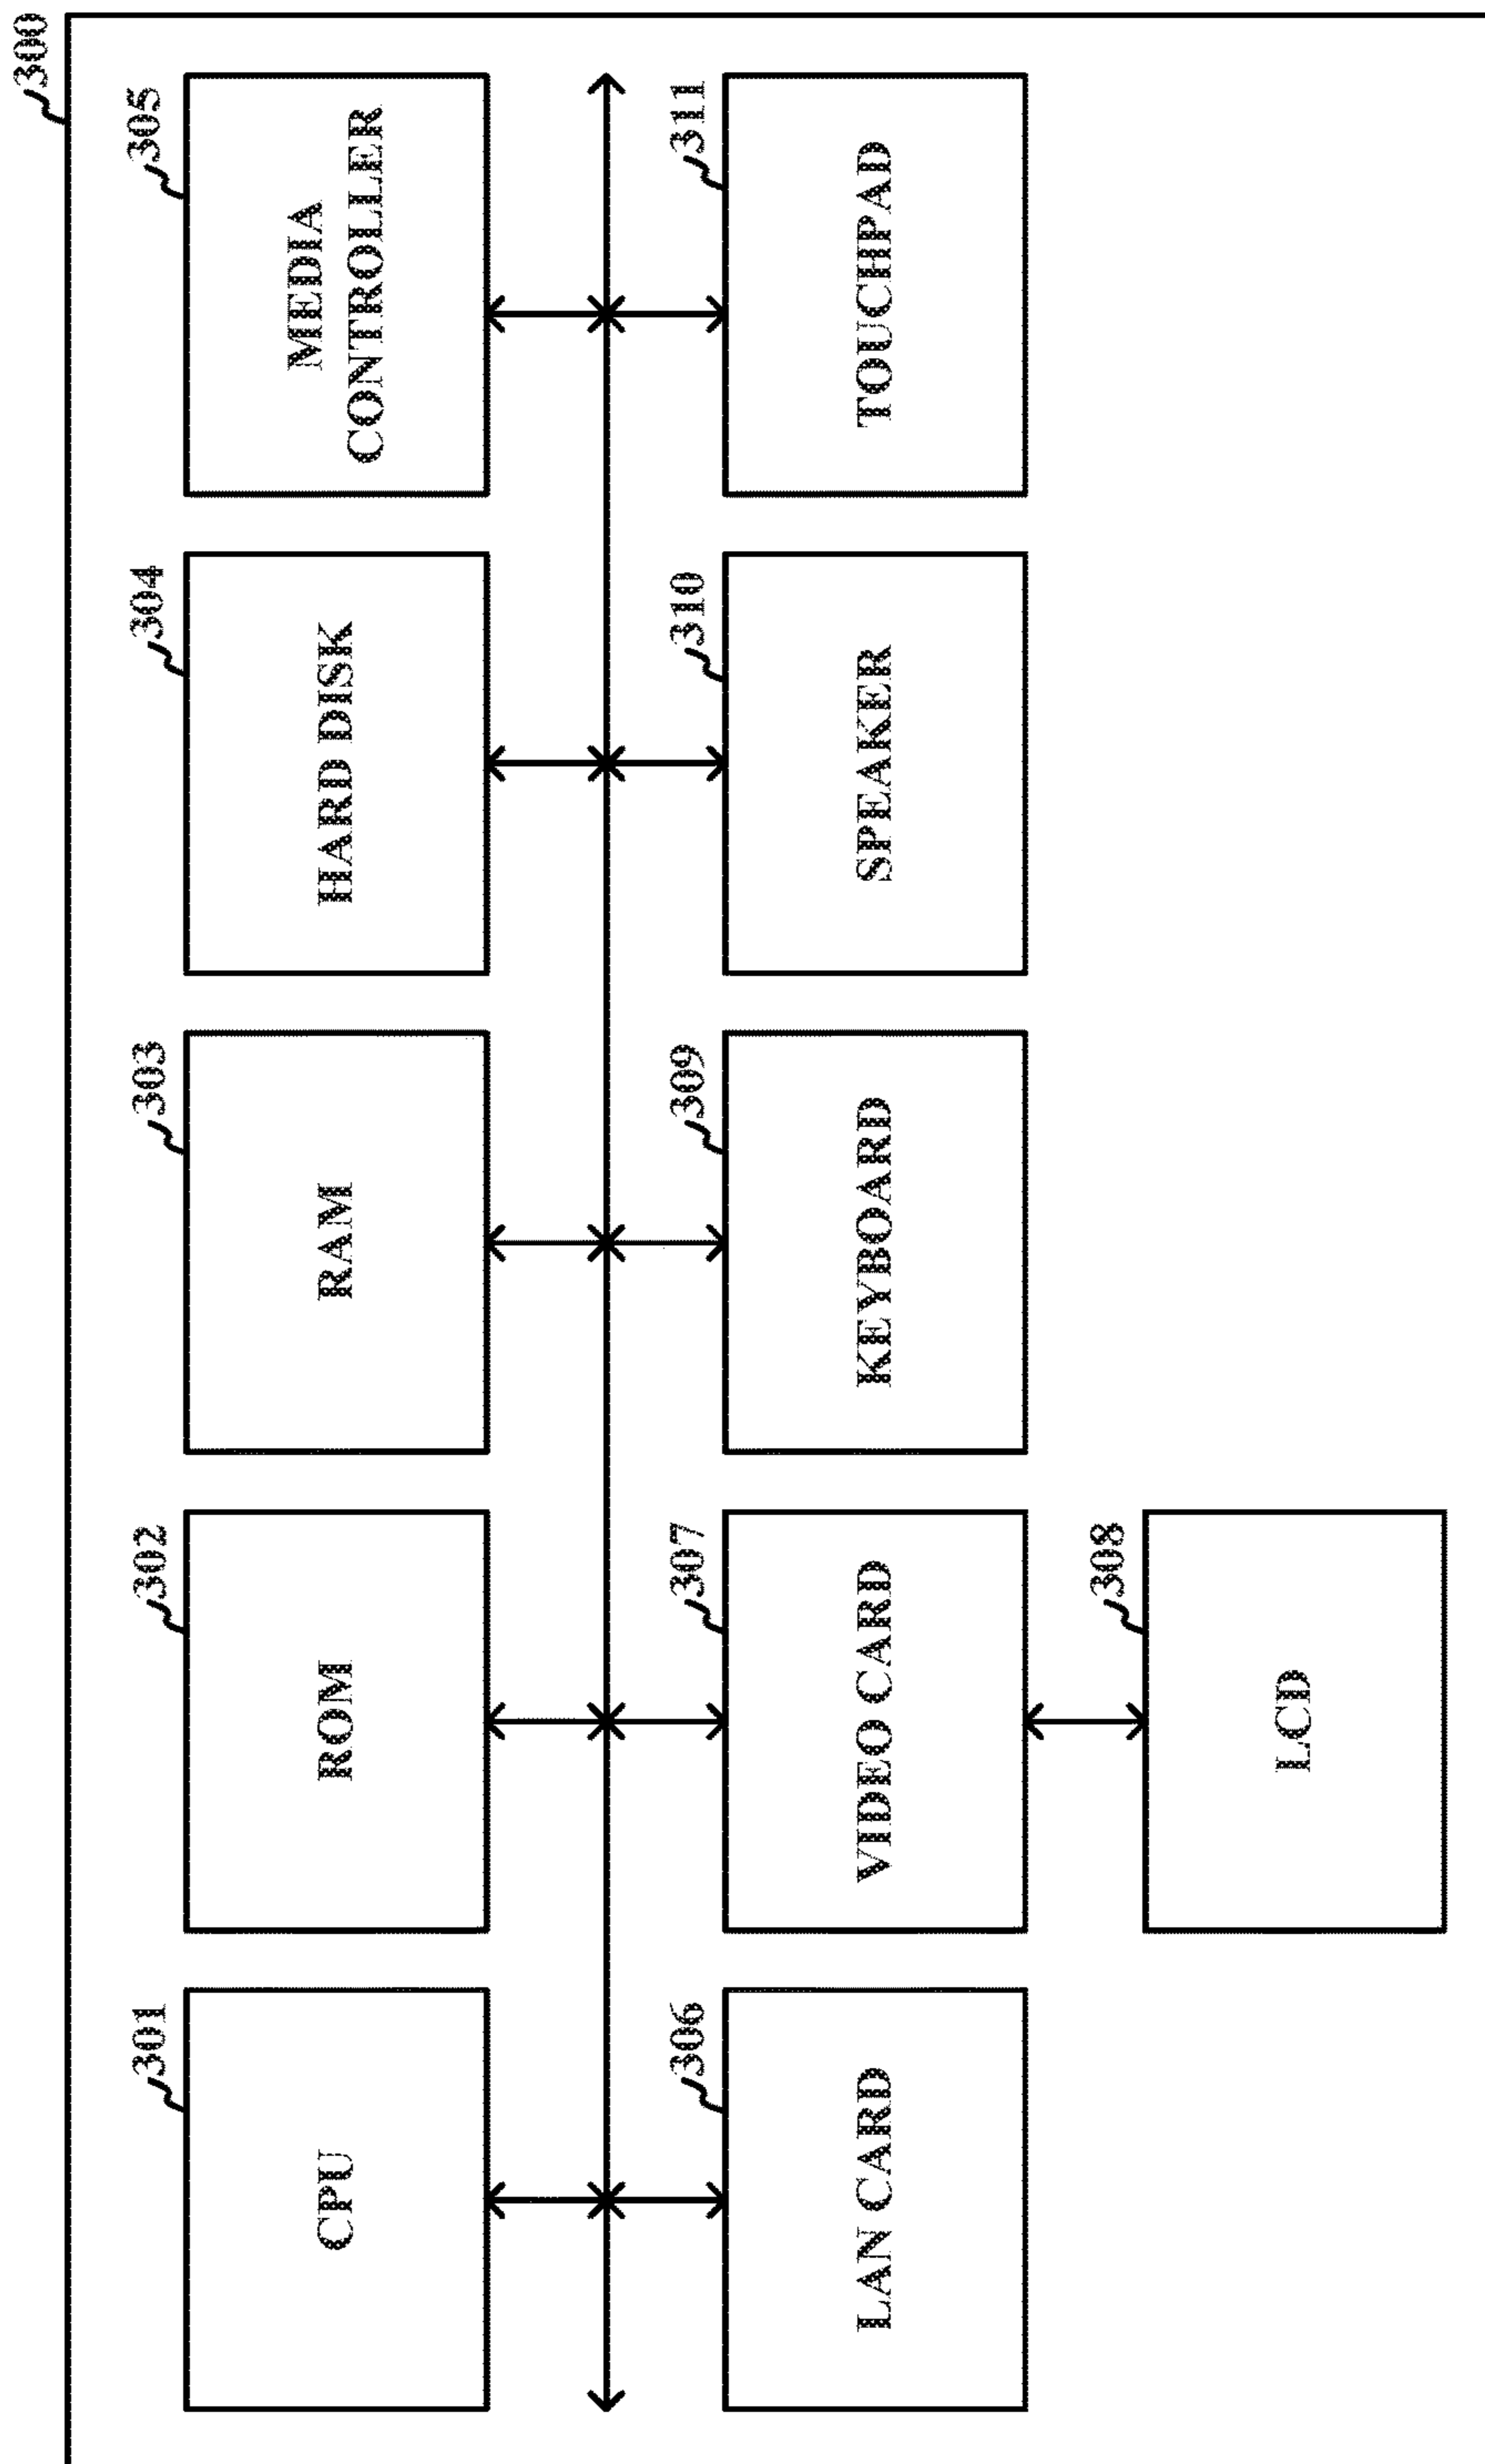 300
301
CPU
302
ROM
303
RAM
304
HARD DISK
305
MEDIA
CONTROLLER
306
LAN CARD
307
VIDEO CARD
309
KEYBOARD
310
SPEAKER
311
TOUCHPAD
308
LCD